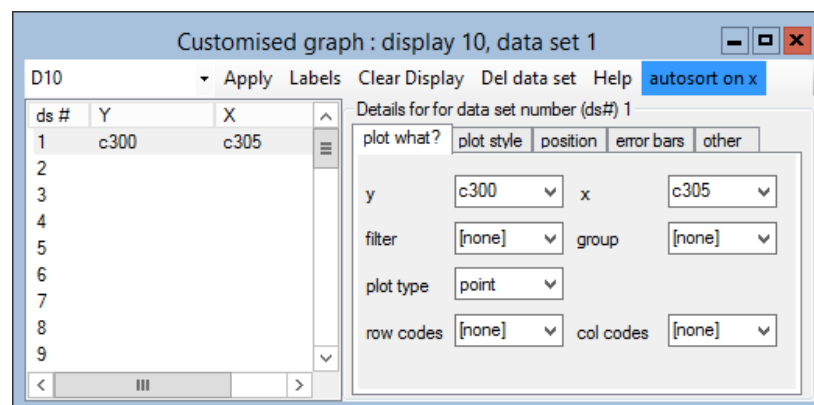 Customised graph : display 10, data set 1
D10 Apply Labels Clear Display Del data set Help autosort on x
ds # Y X
1 c300 c305
2
3
4
5
6
7
8
9
Details for for data set number (ds#) 1
plot what? plot style position error bars other
y c300 x c305
filter [none] group [none]
plot type point
row codes [none] col codes [none]